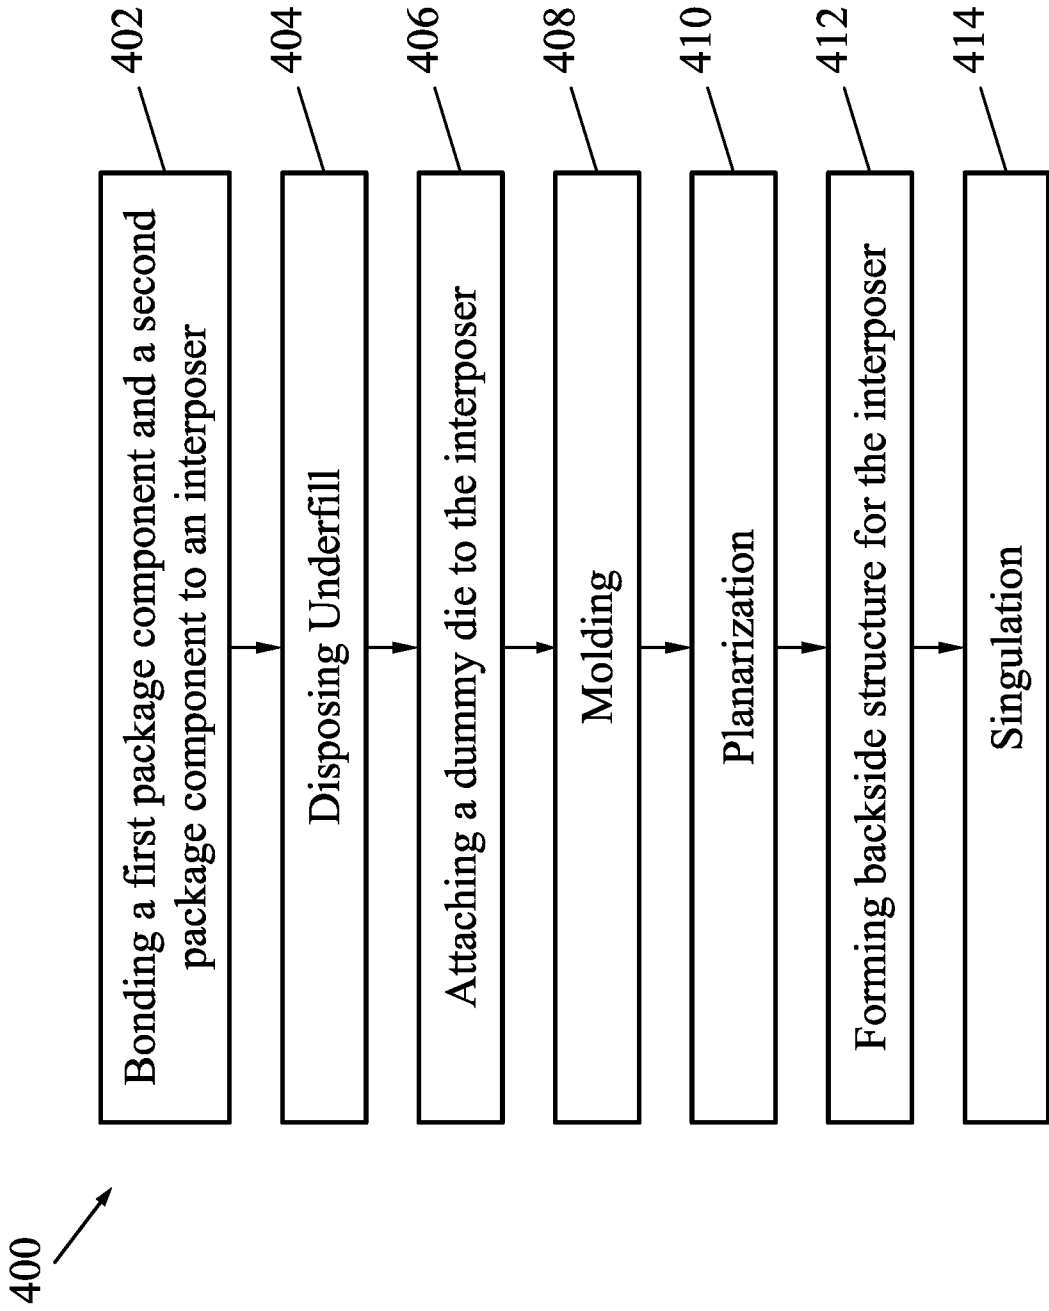 400
Bonding a first package component and a second
package component to an interposer
402
Disposing Underfill
404
Attaching a dummy die to the interposer
406
Molding
408
Planarization
410
Forming backside structure for the interposer
412
Singulation
414